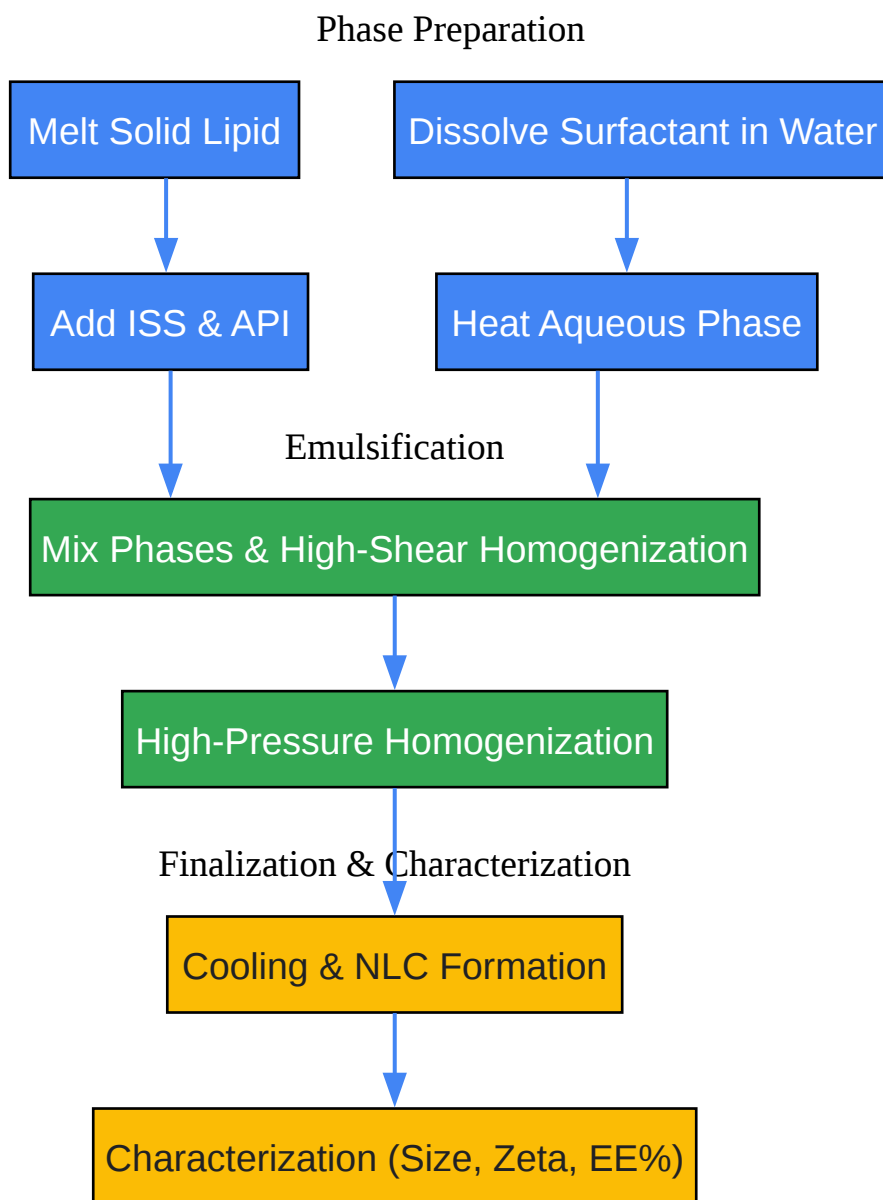 Phase Preparation
Melt Solid Lipid
Dissolve Surfactant in Water
Add ISS & API
Heat Aqueous Phase
Emulsification
Mix Phases & High-Shear Homogenization
High-Pressure Homogenization
Finalization & Characterization
Cooling & NLC Formation
Characterization (Size, Zeta, EE%)